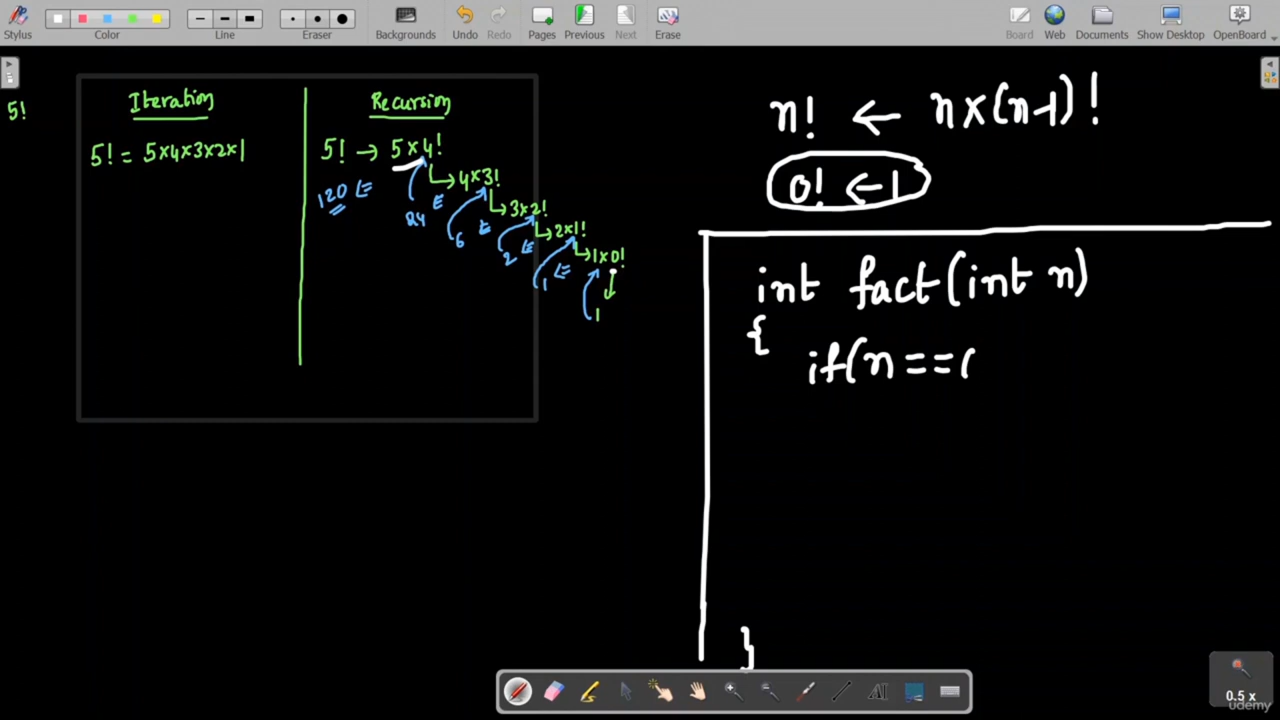 Stylus
Color
Line
Eraser
Backgrounds
Undo
Redo
Pages
Previous
Next
Erase
Board
Web
Documents
Show Desktop
OpenBoard
5!
Iteration
5! = 5×4×3×2×1
Recursion
5! → 5×4!
4×3!
3×2!
2×1!
1×0!
1
1
2
6
24
120
n! ← n×(n-1)!
0! ← 1
int fact(int n)
{
if(n==(
}
0.5 x
udemy